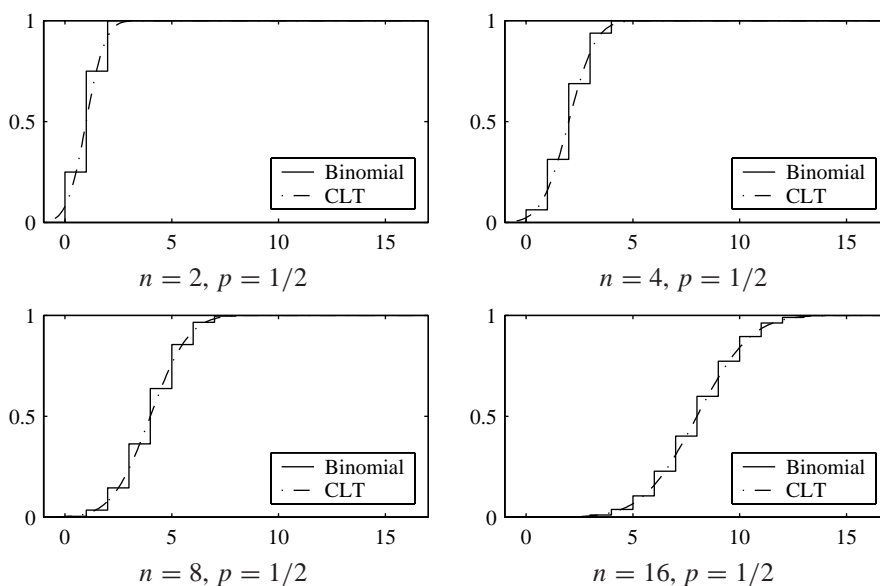 1
0.5
0
0 5 10 15
Binomial
CLT
n = 2, p = 1/2
1
0.5
0
0 5 10 15
Binomial
CLT
n = 4, p = 1/2
1
0.5
0
0 5 10 15
Binomial
CLT
n = 8, p = 1/2
1
0.5
0
0 5 10 15
Binomial
CLT
n = 16, p = 1/2